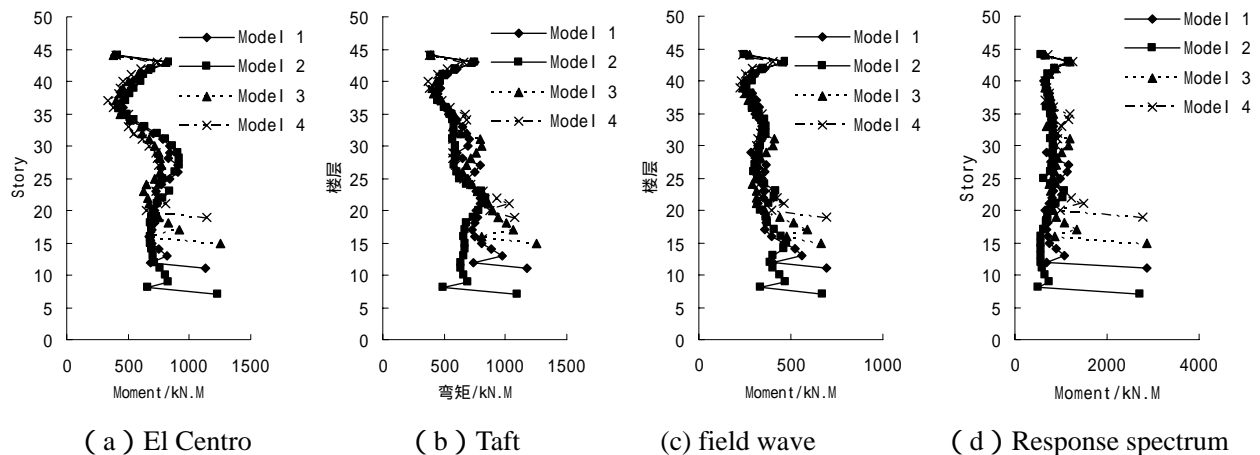 50
45
40
35
30
25
20
15
10
5
0
Story
0 500 1000 1500
Moment/kN.M
Model 1
Model 2
Model 3
Model 4
(a) El Centro
50
45
40
35
30
25
20
15
10
5
0
楼层
0 500 1000 1500
弯矩/kN.M
Model 1
Model 2
Model 3
Model 4
(b) Taft
50
45
40
35
30
25
20
15
10
5
0
楼层
0 500 1000
Moment/kN.M
Model 1
Model 2
Model 3
Model 4
(c) field wave
50
45
40
35
30
25
20
15
10
5
0
Story
0 2000 4000
Moment/kN.M
Model 1
Model 2
Model 3
Model 4
(d) Response spectrum